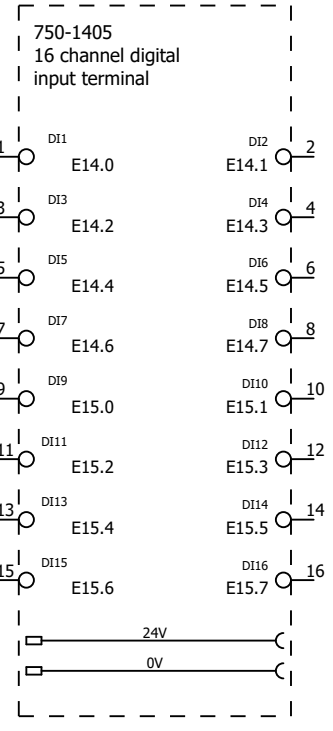 750-1405
16 channel digital
input terminal
1 DI1 DI2 2
E14.0 E14.1
3 DI3 DI4 4
E14.2 E14.3
5 DI5 DI6 6
E14.4 E14.5
7 DI7 DI8 8
E14.6 E14.7
9 DI9 DI10 10
E15.0 E15.1
11 DI11 DI12 12
E15.2 E15.3
13 DI13 DI14 14
E15.4 E15.5
15 DI15 DI16 16
E15.6 E15.7
24V
0V